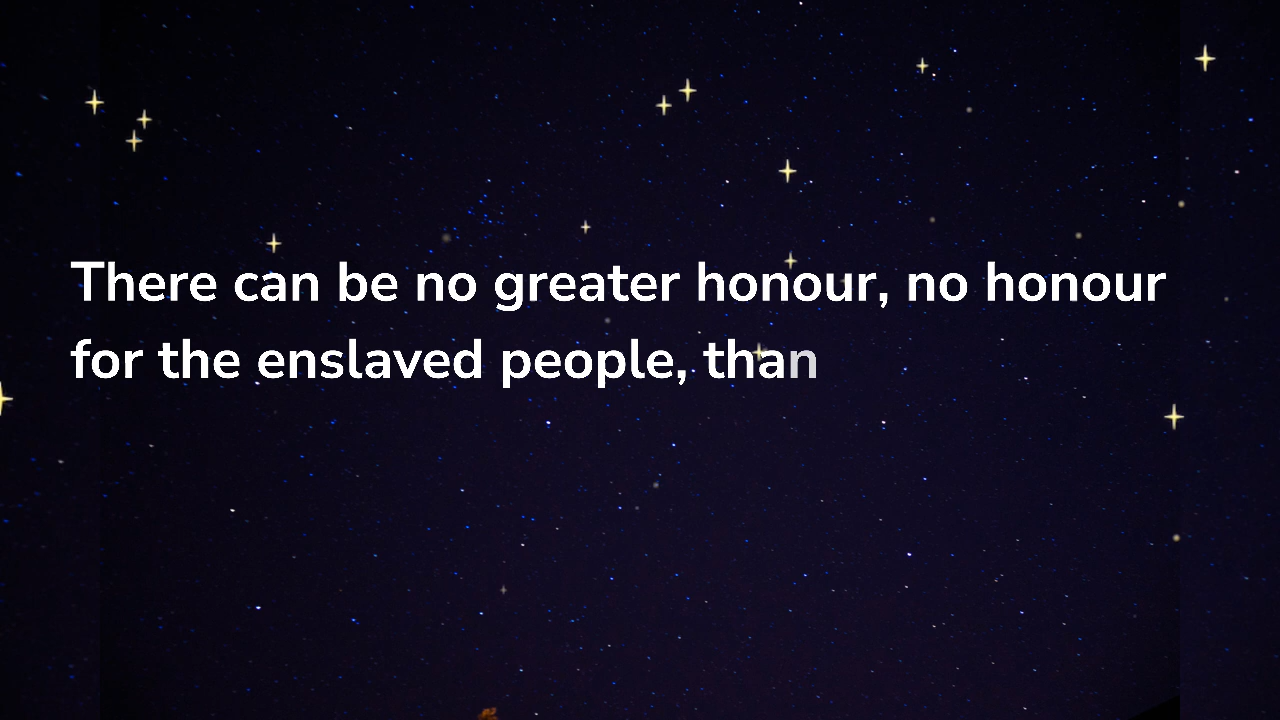 There can be no greater honour, no honour
for the enslaved people, than